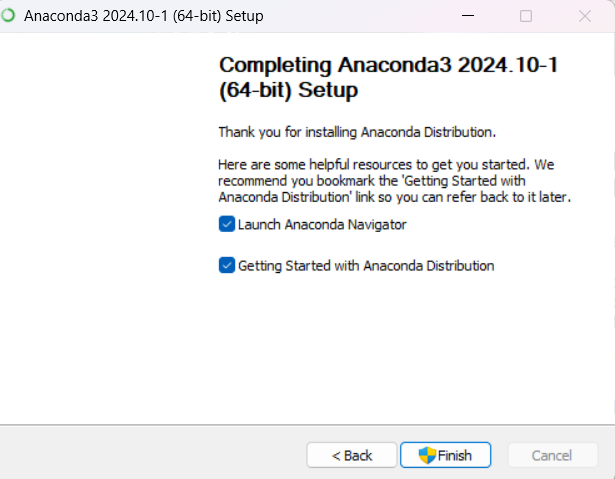 Anaconda3 2024.10-1 (64-bit) Setup
Completing Anaconda3 2024.10-1
(64-bit) Setup
Thank you for installing Anaconda Distribution.
Here are some helpful resources to get you started. We
recommend you bookmark the 'Getting Started with
Anaconda Distribution' link so you can refer back to it later.
Launch Anaconda Navigator
Getting Started with Anaconda Distribution
< Back
Finish
Cancel